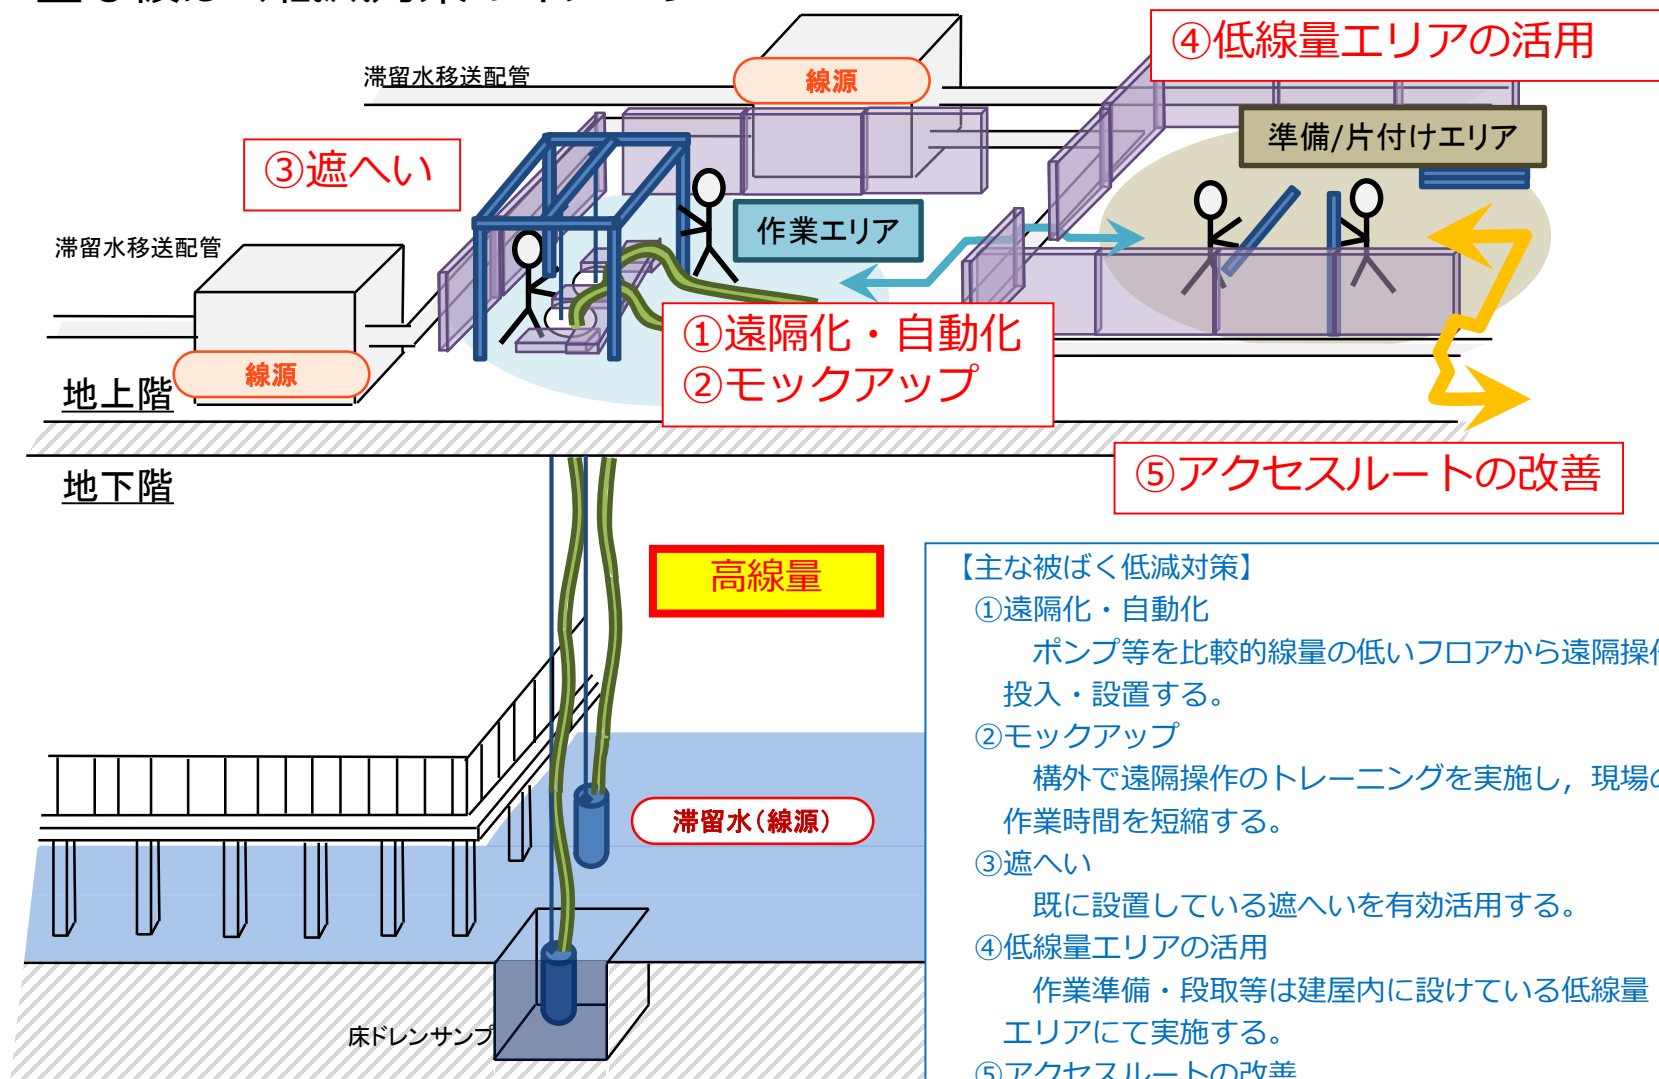 ④低線量エリアの活用
滞留水移送配管
線源
準備/片付けエリア
③遮へい
作業エリア
滞留水移送配管
①遠隔化・自動化
②モックアップ
線源
地上階
⑤アクセスルートの改善
地下階
高線量
【主な被ばく低減対策】
①遠隔化・自動化
ポンプ等を比較的線量の低いフロアから遠隔操
投入・設置する。
②モックアップ
構外で遠隔操作のトレーニングを実施し，現場の
作業時間を短縮する。
③遮へい
既に設置している遮へいを有効活用する。
④低線量エリアの活用
作業準備・段取等は建屋内に設けている低線量
エリアにて実施する。
⑤アクセスルートの改善
滞留水（線源）
床ドレンサンプ